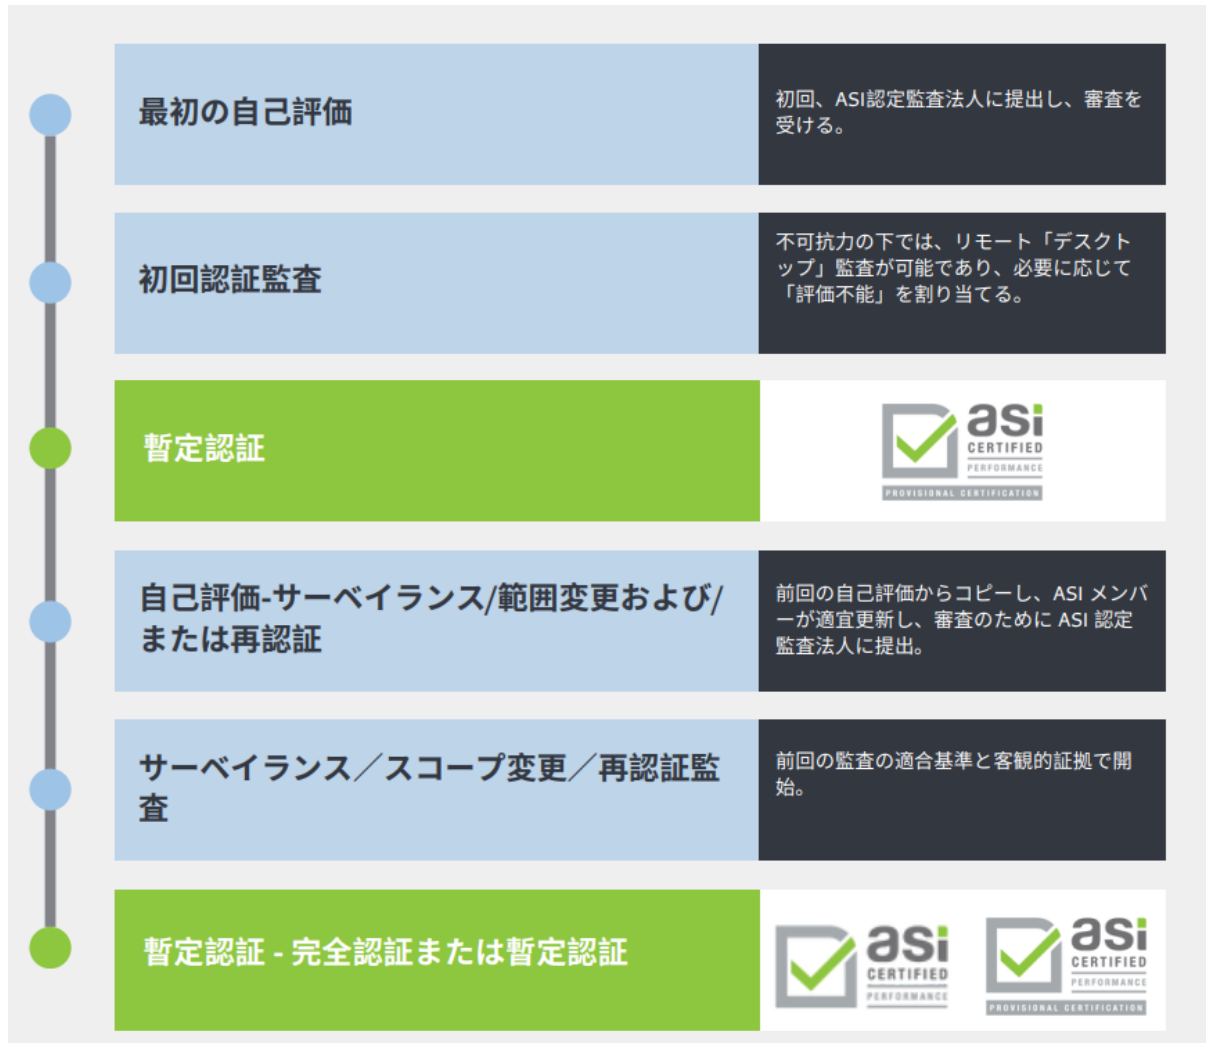 最初の自己評価
初回、ASI認定監査法人に提出し、審査を
受ける。
初回認証監査
不可抗力の下では、リモート「デスクト
ップ」監査が可能であり、必要に応じて
「評価不能」を割り当てる。
暫定認証
asi
CERTIFIED
PERFORMANCE
PROVISIONAL CERTIFICATION
自己評価-サーベイランス/範囲変更および/
または再認証
前回の自己評価からコピーし、ASI メンバ
ーが適宜更新し、審査のために ASI 認定
監査法人に提出。
サーベイランス／スコープ変更／再認証監
査
前回の監査の適合基準と客観的証拠で開
始。
暫定認証 - 完全認証または暫定認証
asi
CERTIFIED
PERFORMANCE
asi
CERTIFIED
PERFORMANCE
PROVISIONAL CERTIFICATION